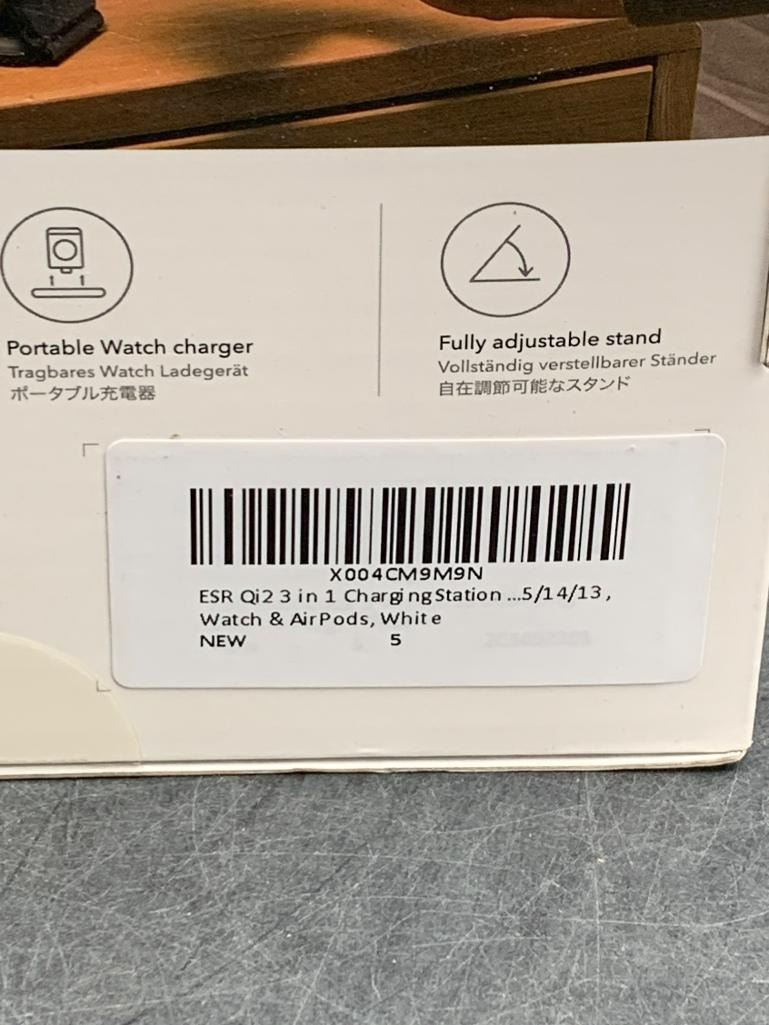 Portable Watch charger
Tragbares Watch Ladegerät
ポータブル充電器
Fully adjustable stand
Vollständig verstellbarer Ständer
自在調節可能なスタンド
X004CM9M9N
ESR Qi2 3 in 1 Charging Station ...5/14/13,
Watch & AirPods, White
NEW 5